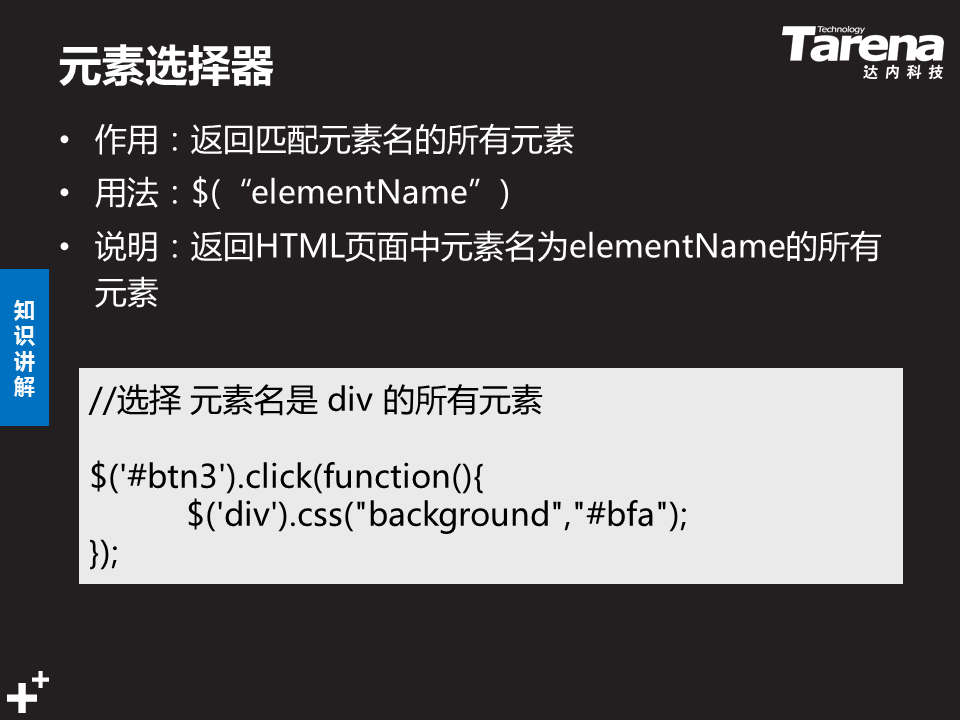 元素选择器
Technology
Tarena
达内科技
• 作用：返回匹配元素名的所有元素
• 用法：$(“elementName”)
• 说明：返回HTML页面中元素名为elementName的所有
元素
知
识
讲
解
//选择 元素名是 div 的所有元素
$('#btn3').click(function(){
$('div').css("background","#bfa");
});